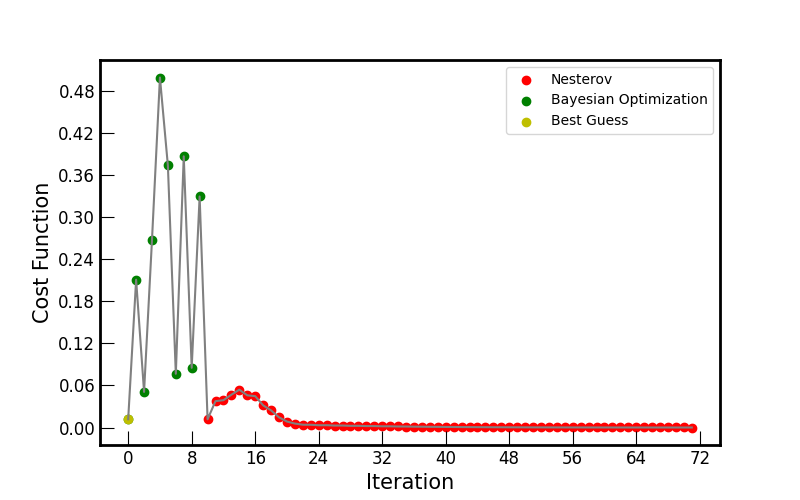 Nesterov
Bayesian Optimization
Best Guess
0.48
0.42
0.36
0.30
0.24
0.18
0.12
0.06
0.00
Cost Function
0 8 16 24 32 40 48 56 64 72
Iteration